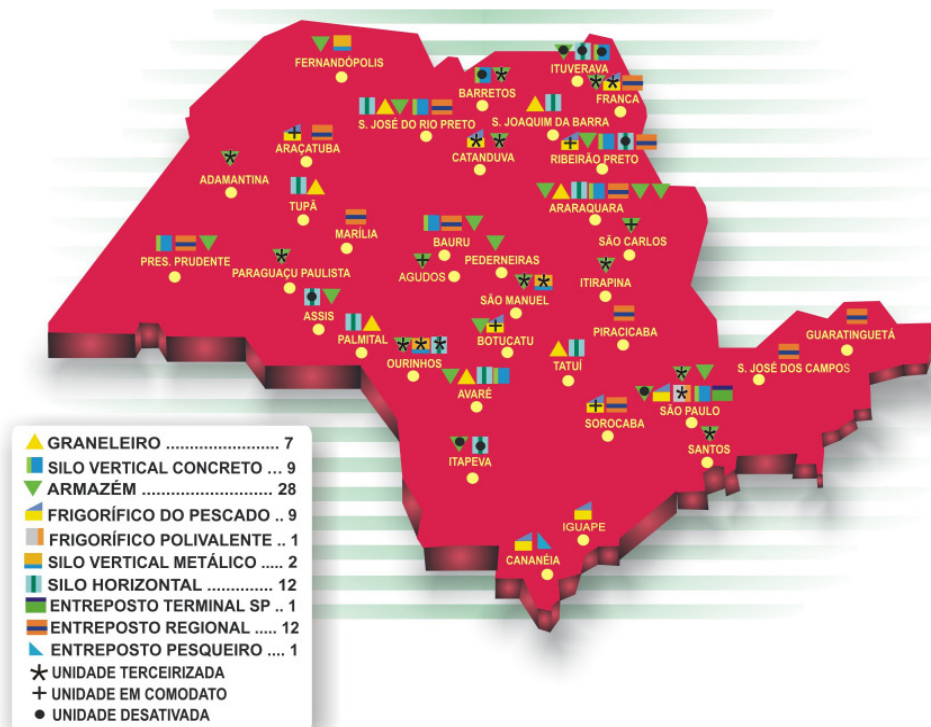 FERNANDÓPOLIS
ITUVERAVA
BARRETOS
FRANCA
S. JOSÉ DO RIO PRETO
S. JOAQUIM DA BARRA
ARAÇATUBA
CATANDUVA
RIBEIRÃO PRETO
ADAMANTINA
TUPÃ
ARARAQUARA
MARÍLIA
BAURU
SÃO CARLOS
PRES. PRUDENTE
PARAGUAÇU PAULISTA
AGUDOS
PEDERNEIRAS
ITIRAPINA
SÃO MANUEL
ASSIS
PALMITAL
BOTUCATU
PIRACICABA
GUARATINGUETÁ
OURINHOS
TATUÍ
S. JOSÉ DOS CAMPOS
AVARÉ
SOROCABA
SÃO PAULO
ITAPEVA
SANTOS
IGUAPE
CANANÉIA
GRANELEIRO ........................... 7
SILO VERTICAL CONCRETO ... 9
ARMAZÉM ............................... 28
FRIGORÍFICO DO PESCADO .. 9
FRIGORÍFICO POLIVALENTE .. 1
SILO VERTICAL METÁLICO ..... 2
SILO HORIZONTAL .................. 12
ENTREPOSTO TERMINAL SP .. 1
ENTREPOSTO REGIONAL ..... 12
ENTREPOSTO PESQUEIRO .... 1
UNIDADE TERCEIRIZADA
UNIDADE EM COMODATO
UNIDADE DESATIVADA